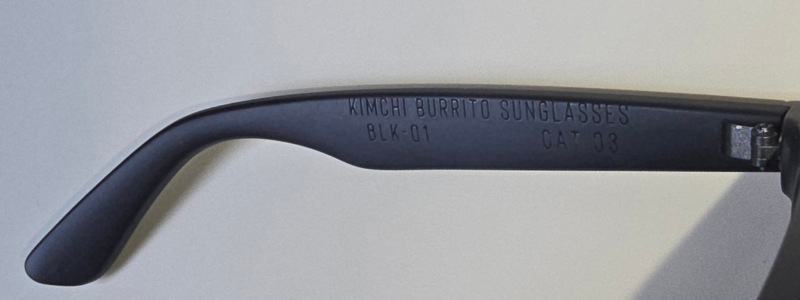 KIMCHI BURRITO SUNGLASSES
BLK-01 CAT 03